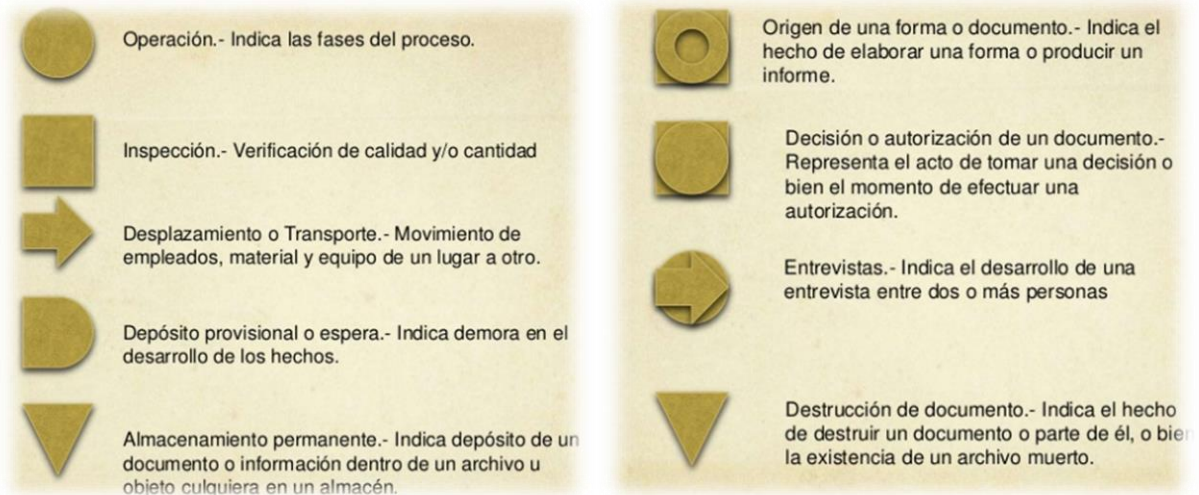 Operación.- Indica las fases del proceso.
Inspección.- Verificación de calidad y/o cantidad
Desplazamiento o Transporte.- Movimiento de
empleados, material y equipo de un lugar a otro.
Depósito provisional o espera.- Indica demora en el
desarrollo de los hechos.
Almacenamiento permanente.- Indica depósito de un
documento o información dentro de un archivo u
objeto culquiera en un almacén.
Origen de una forma o documento.- Indica el
hecho de elaborar una forma o producir un
informe.
Decisión o autorización de un documento.-
Representa el acto de tomar una decisión o
bien el momento de efectuar una
autorización.
Entrevistas.- Indica el desarrollo de una
entrevista entre dos o más personas
Destrucción de documento.- Indica el hecho
de destruir un documento o parte de él, o bien
la existencia de un archivo muerto.